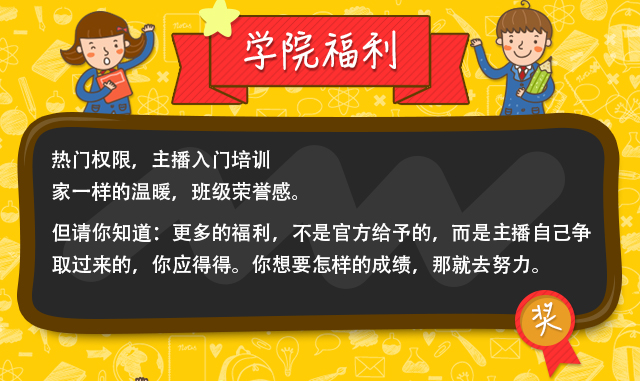 学院福利
热门权限，主播入门培训
家一样的温暖，班级荣誉感。
但请你知道：更多的福利，不是官方给予的，而是主播自己争
取过来的，你应得得。你想要怎样的成绩，那就去努力。
奖